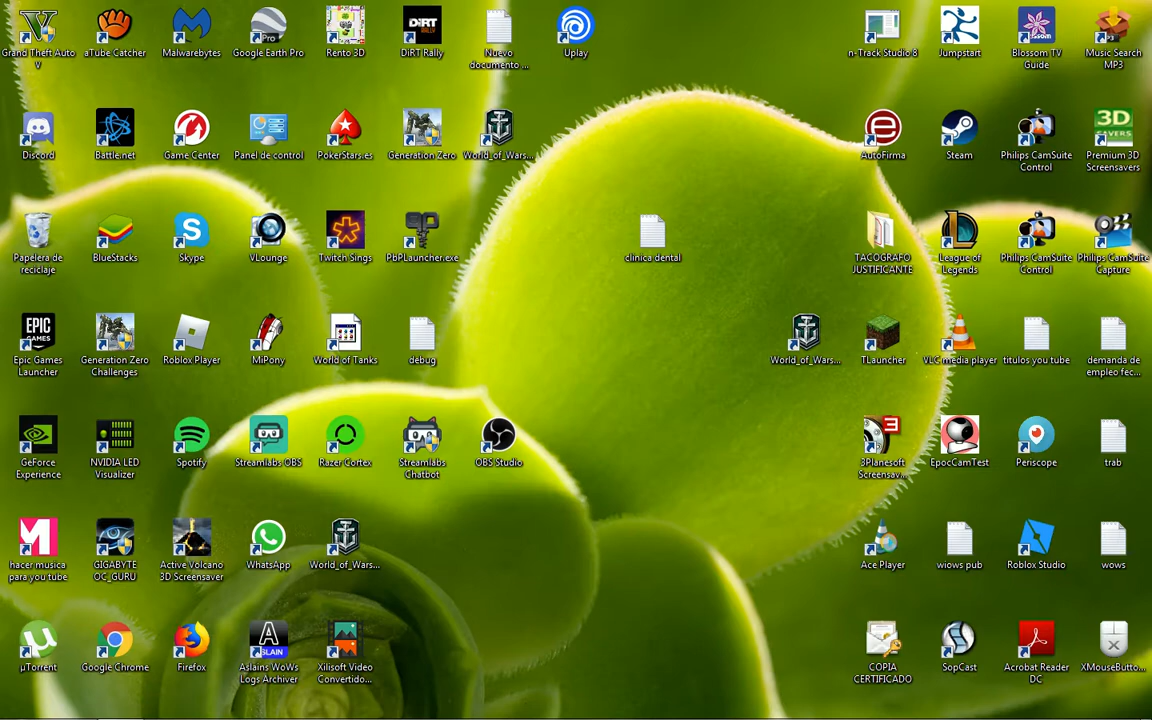 Grand Theft Auto V
aTube Catcher
Malwarebytes
Google Earth Pro
Rento 3D
DiRT Rally
Nuevo documento ...
Uplay
n-Track Studio 8
Jumpstart
Blossom TV Guide
Music Search MP3
Discord
Battle.net
Game Center
Panel de control
PokerStars.es
Generation Zero
World_of_Wars...
AutoFirma
Steam
Philips CamSuite Control
Premium 3D Screensavers
Papelera de reciclaje
BlueStacks
Skype
VLounge
Twitch Sings
PbPLauncher.exe
clinica dental
TACOGRAFO JUSTIFICANTE
League of Legends
Philips CamSuite Control
Philips CamSuite Capture
Epic Games Launcher
Generation Zero Challenges
Roblox Player
MiPony
World of Tanks
debug
World_of_Wars...
TLauncher
VLC media player
titulos you tube
demanda de empleo fec...
GeForce Experience
NVIDIA LED Visualizer
Spotify
Streamlabs OBS
Razer Cortex
Streamlabs Chatbot
OBS Studio
3Planesoft Screensav...
EpocCamTest
Periscope
trab
hacer musica para you tube
GIGABYTE OC_GURU
Active Volcano 3D Screensaver
WhatsApp
World_of_Wars...
Ace Player
wiows pub
Roblox Studio
wows
µTorrent
Google Chrome
Firefox
Aslains WoWs Logs Archiver
Xilisoft Video Convertido...
COPIA CERTIFICADO
SopCast
Acrobat Reader DC
XMouseButto...